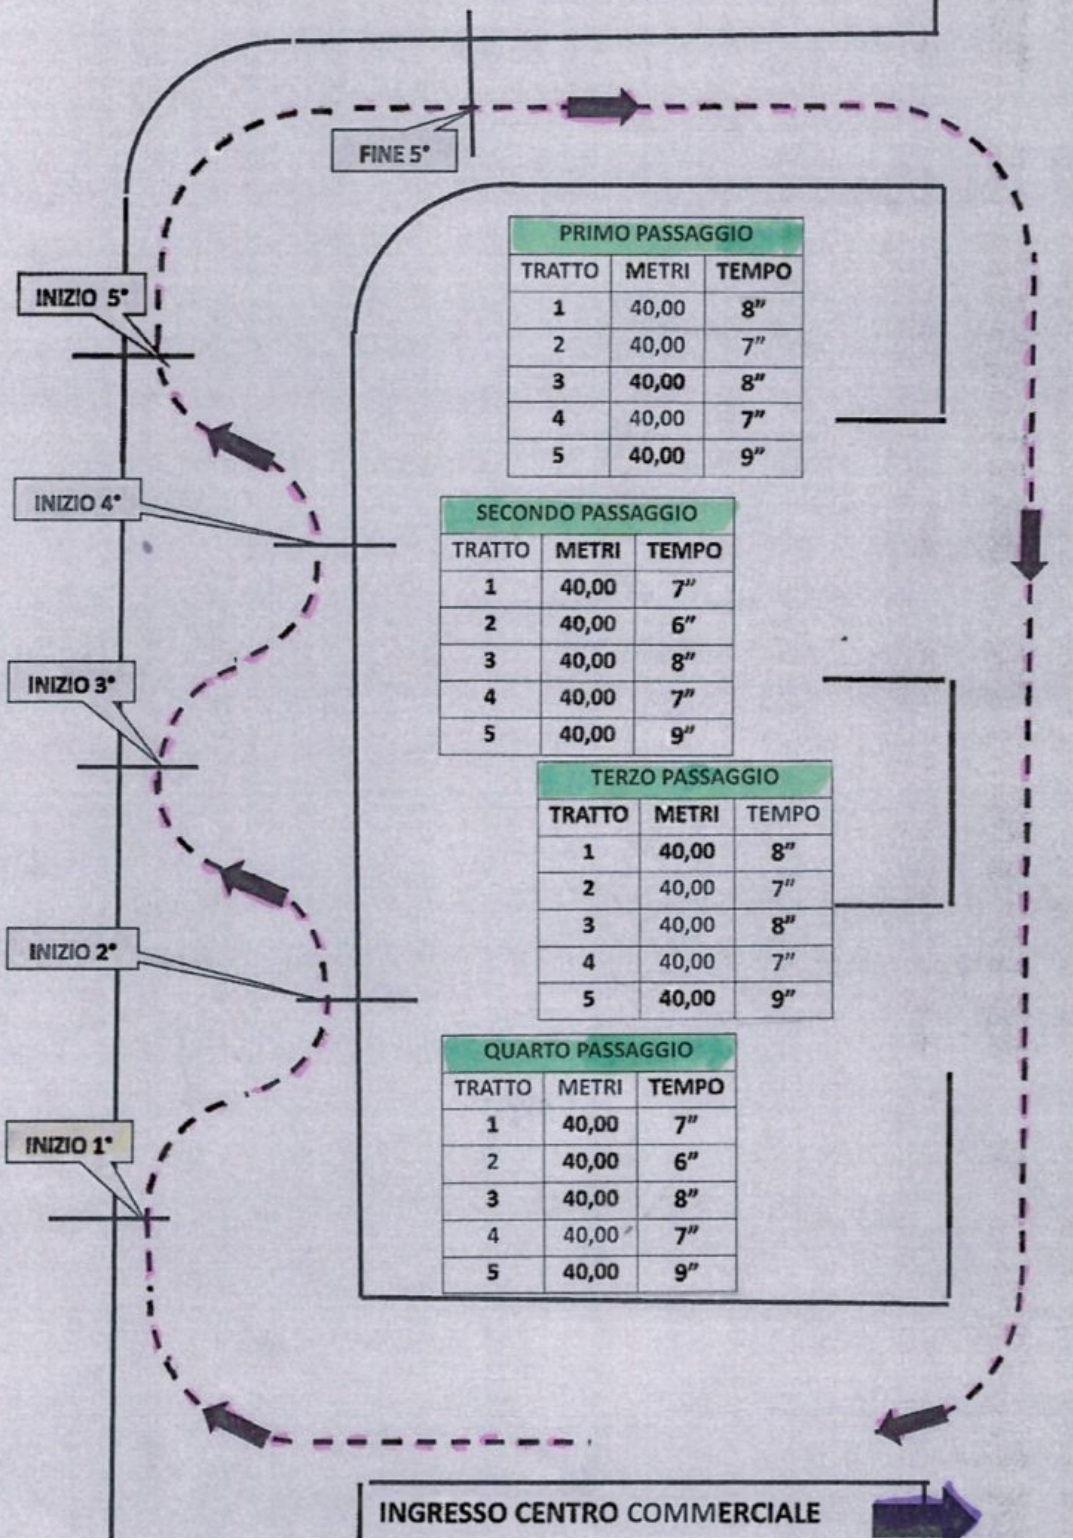 FINE 5°
PRIMO PASSAGGIO
TRATTO METRI TEMPO
1 40,00 8"
2 40,00 7"
3 40,00 8"
4 40,00 7"
5 40,00 9"
INIZIO 5°
INIZIO 4°
SECONDO PASSAGGIO
TRATTO METRI TEMPO
1 40,00 7"
2 40,00 6"
3 40,00 8"
4 40,00 7"
5 40,00 9"
INIZIO 3°
TERZO PASSAGGIO
TRATTO METRI TEMPO
1 40,00 8"
2 40,00 7"
3 40,00 8"
4 40,00 7"
5 40,00 9"
INIZIO 2°
QUARTO PASSAGGIO
TRATTO METRI TEMPO
1 40,00 7"
2 40,00 6"
3 40,00 8"
4 40,00 7"
5 40,00 9"
INIZIO 1°
INGRESSO CENTRO COMMERCIALE